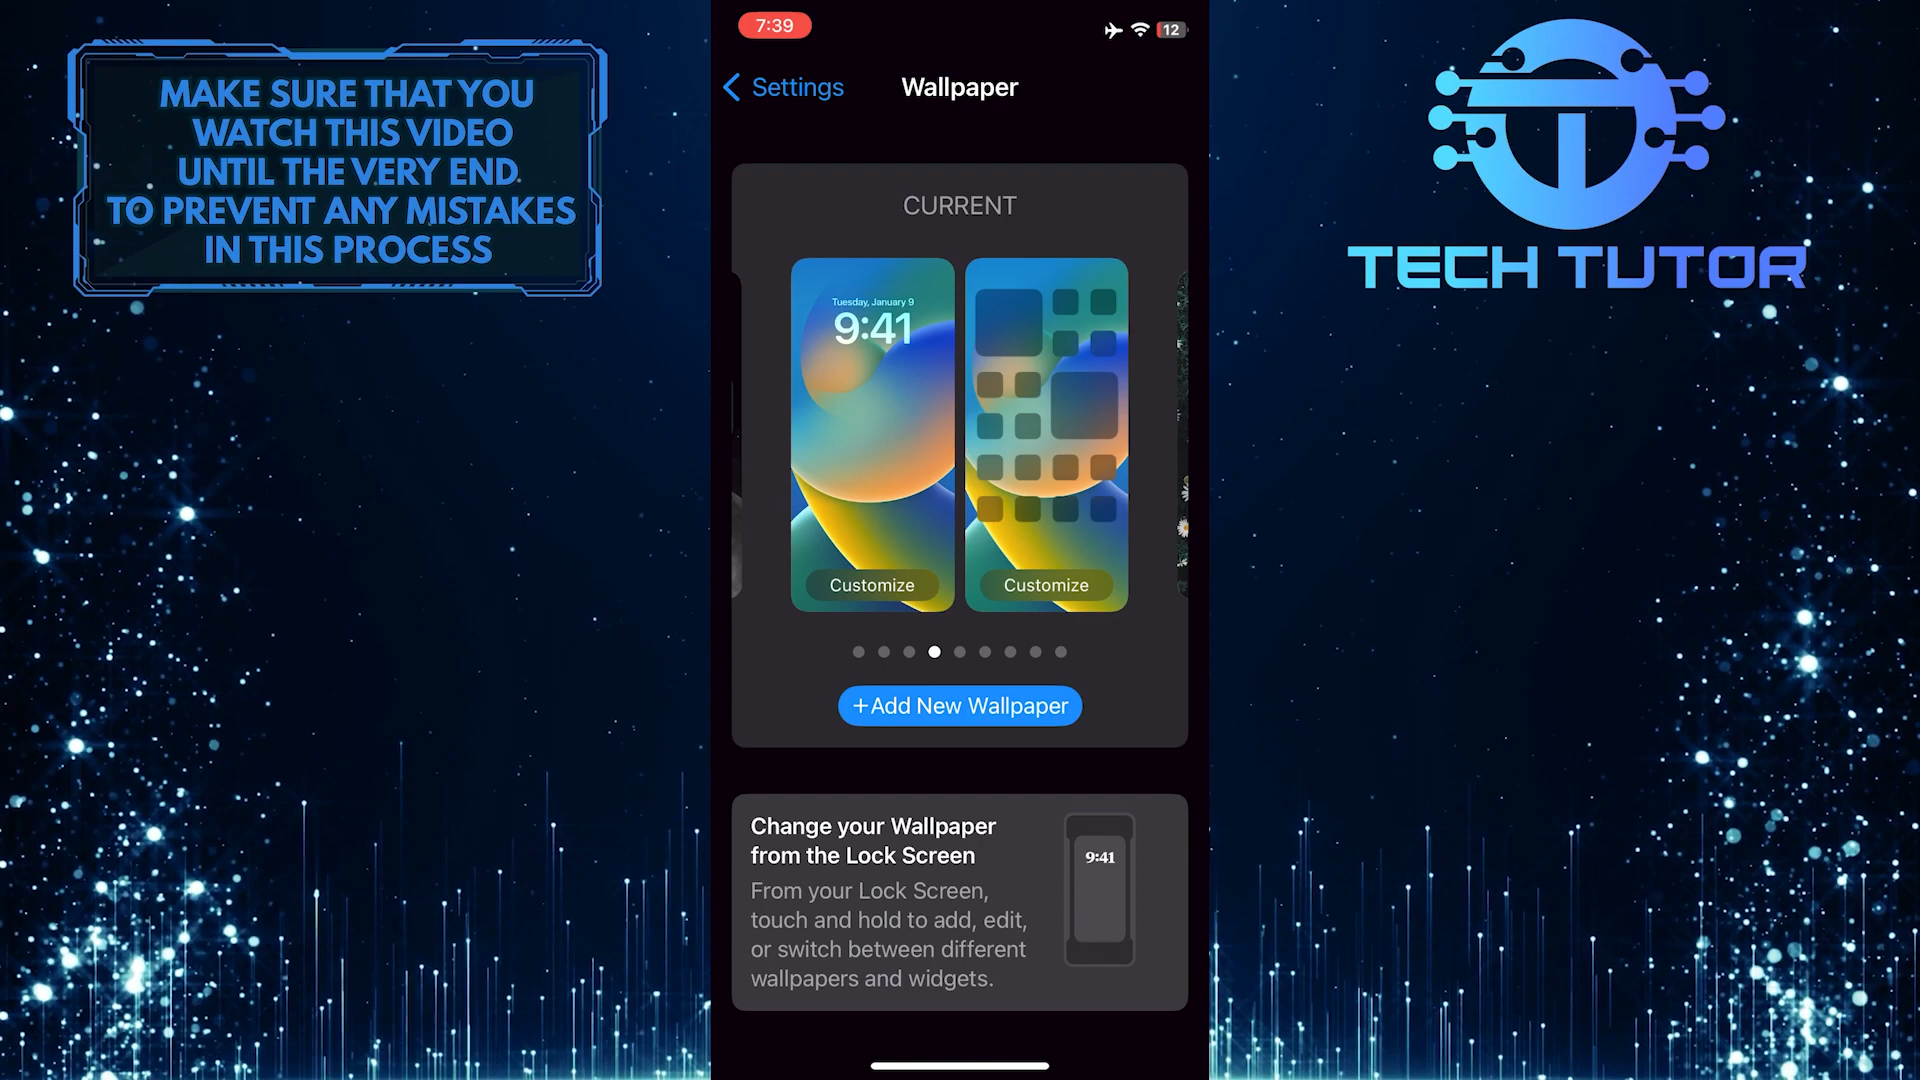 MAKE SURE THAT YOU
WATCH THIS VIDEO
UNTIL THE VERY END
TO PREVENT ANY MISTAKES
IN THIS PROCESS
7:39
12
Settings
Wallpaper
CURRENT
Tuesday, January 9
9:41
Customize
Customize
+Add New Wallpaper
Change your Wallpaper
from the Lock Screen
From your Lock Screen,
touch and hold to add, edit,
or switch between different
wallpapers and widgets.
9:41
TECH TUTOR